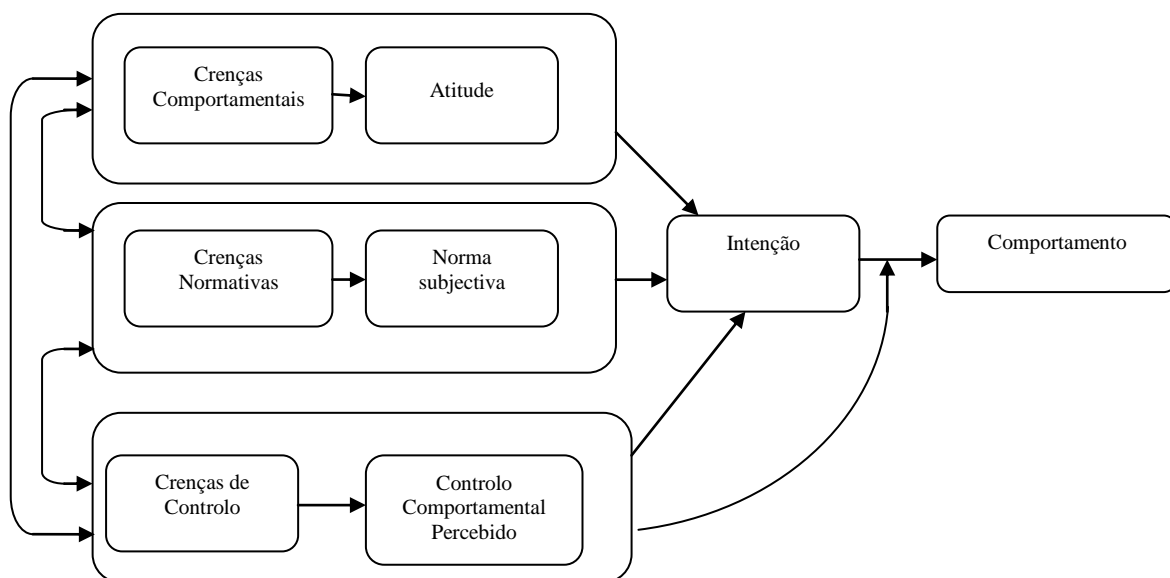 Crenças
Comportamentais
Atitude
Crenças
Normativas
Norma
subjectiva
Intenção
Comportamento
Crenças de
Controlo
Controlo
Comportamental
Percebido